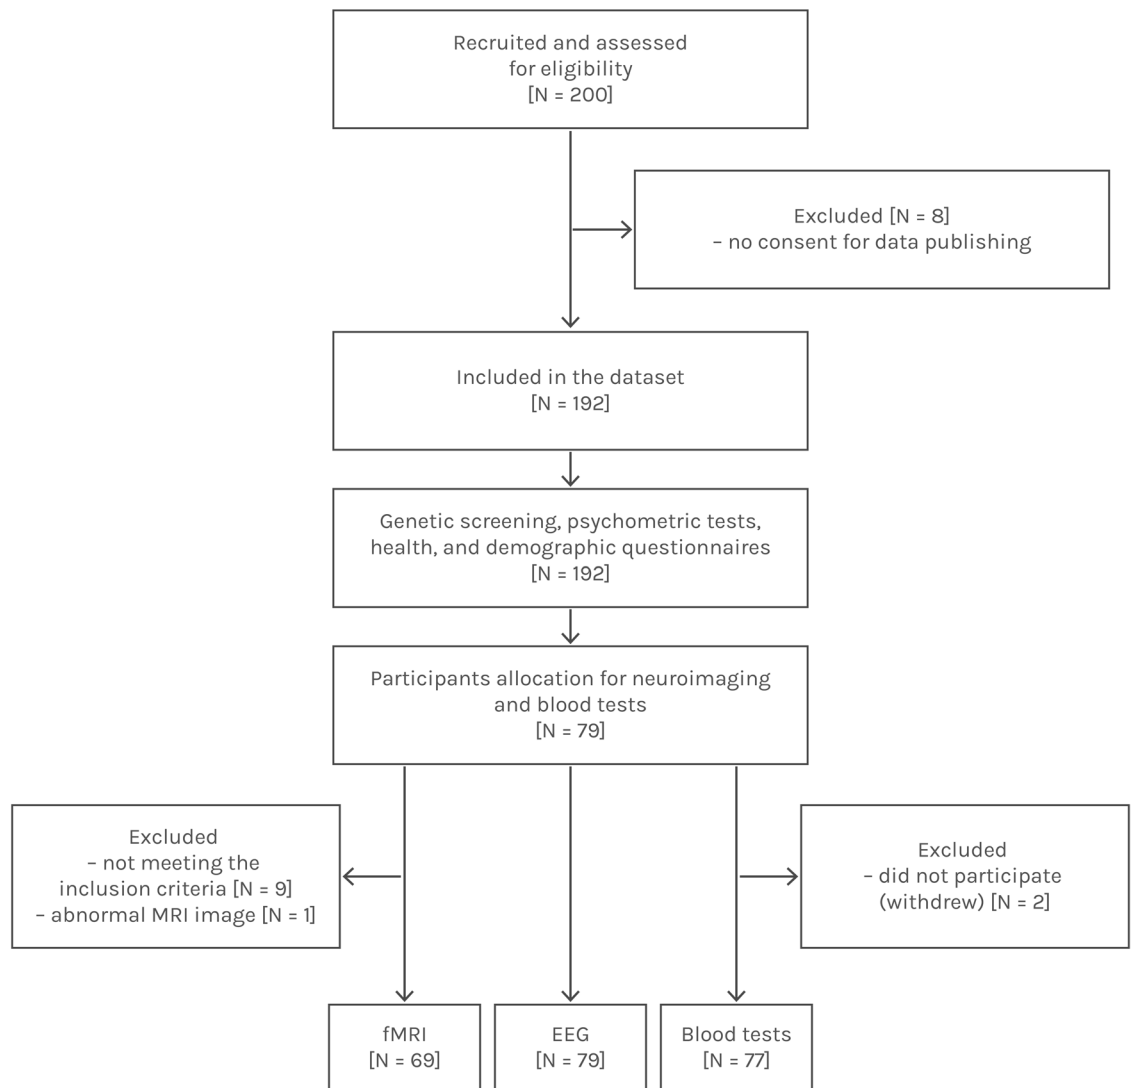 Recruited and assessed
for eligibility
[N = 200]
Excluded [N = 8]
– no consent for data publishing
Included in the dataset
[N = 192]
Genetic screening, psychometric tests,
health, and demographic questionnaires
[N = 192]
Participants allocation for neuroimaging
and blood tests
[N = 79]
Excluded
– not meeting the
inclusion criteria [N = 9]
– abnormal MRI image [N = 1]
Excluded
– did not participate
(withdrew) [N = 2]
fMRI
[N = 69]
EEG
[N = 79]
Blood tests
[N = 77]